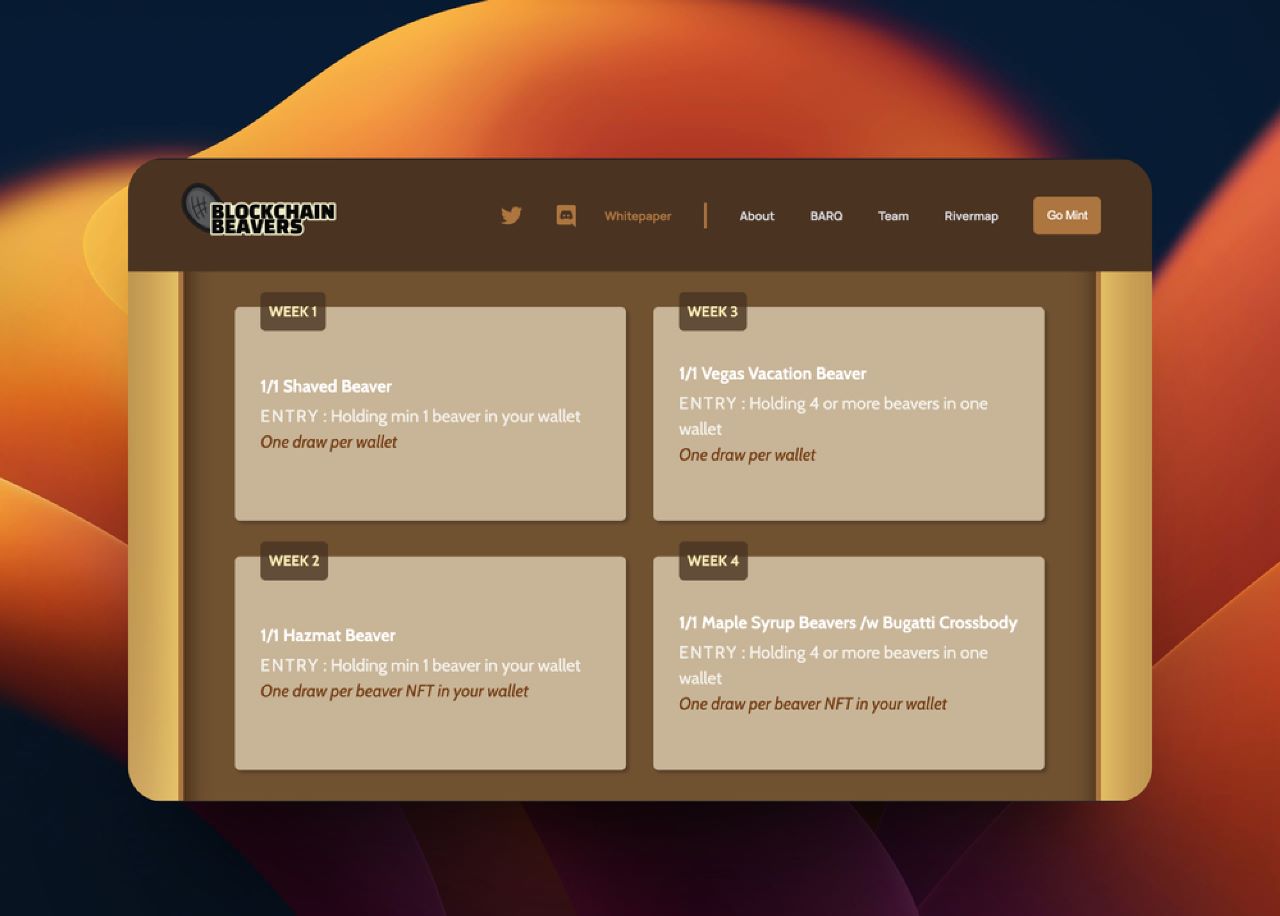 BLOCKCHAIN
BEAVERS
Whitepaper
About
BARQ
Team
Rivermap
Go Mint
WEEK 1
1/1 Shaved Beaver
ENTRY : Holding min 1 beaver in your wallet
One draw per wallet
WEEK 3
1/1 Vegas Vacation Beaver
ENTRY : Holding 4 or more beavers in one
wallet
One draw per wallet
WEEK 2
1/1 Hazmat Beaver
ENTRY : Holding min 1 beaver in your wallet
One draw per beaver NFT in your wallet
WEEK 4
1/1 Maple Syrup Beavers /w Bugatti Crossbody
ENTRY : Holding 4 or more beavers in one
wallet
One draw per beaver NFT in your wallet